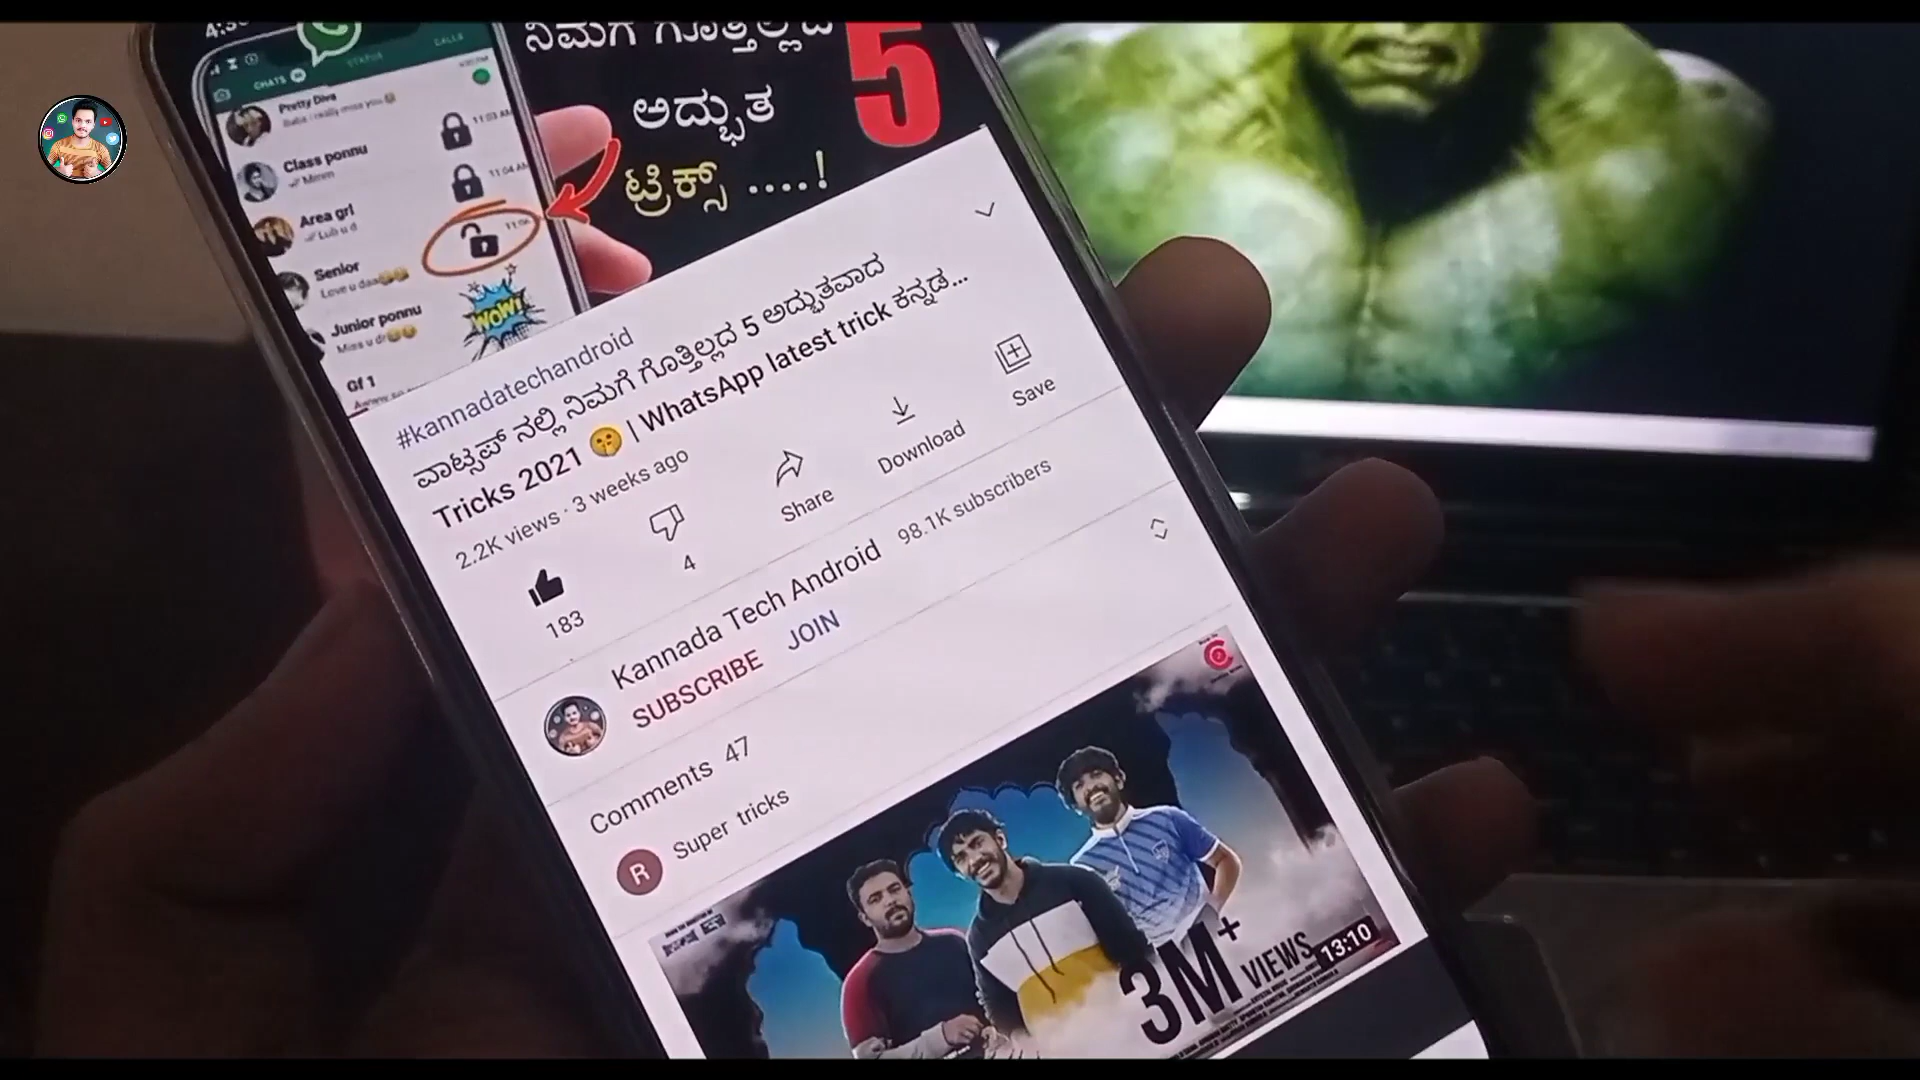 CHATS
STATUS
CALLS
Pretty Diva
Baba i really miss you
11:03 AM
Class ponnu
Mmm
11:04 AM
Area grl
Lub u d
11:06
Senior
Love u daa
Junior ponnu
Miss u dr
WOW!
Gf 1
ನಿಮಗೆ ಗೊತ್ತಿಲ್ಲದ
5
ಅದ್ಭುತ
ಟ್ರಿಕ್ಸ್ ....!
#kannadatechandroid
ವಾಟ್ಸಪ್ ನಲ್ಲಿ ನಿಮಗೆ ಗೊತ್ತಿಲ್ಲದ 5 ಅದ್ಭುತವಾದ
Tricks 2021 🤫 | WhatsApp latest trick ಕನ್ನಡ...
2.2K views · 3 weeks ago
183
4
Share
Download
Save
Kannada Tech Android
98.1K subscribers
SUBSCRIBE JOIN
Comments 47
R
Super tricks
3M+ VIEWS
13:10